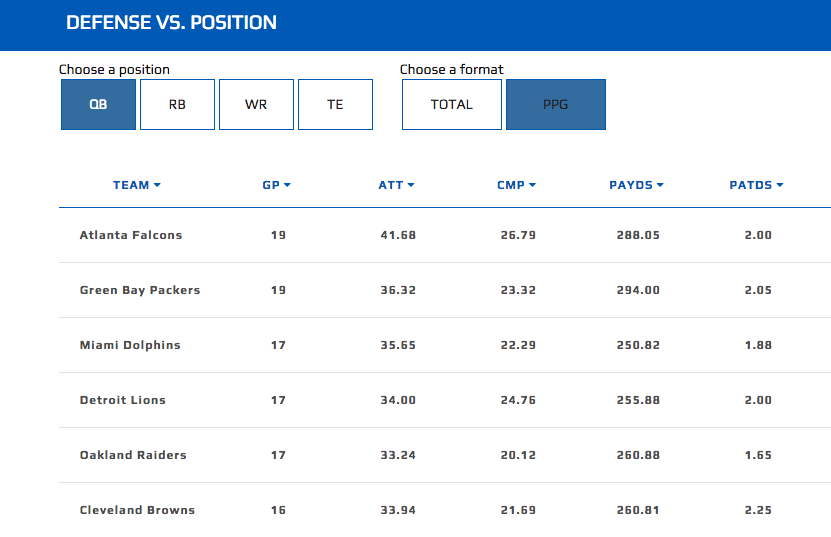 DEFENSE VS. POSITION
Choose a position Choose a format
QB RB WR TE TOTAL PPG
TEAM GP ATT CMP PAYDS PATDS
Atlanta Falcons 19 41.68 26.79 288.05 2.00
Green Bay Packers 19 36.32 23.32 294.00 2.05
Miami Dolphins 17 35.65 22.29 250.82 1.88
Detroit Lions 17 34.00 24.76 255.88 2.00
Oakland Raiders 17 33.24 20.12 260.88 1.65
Cleveland Browns 16 33.94 21.69 260.81 2.25